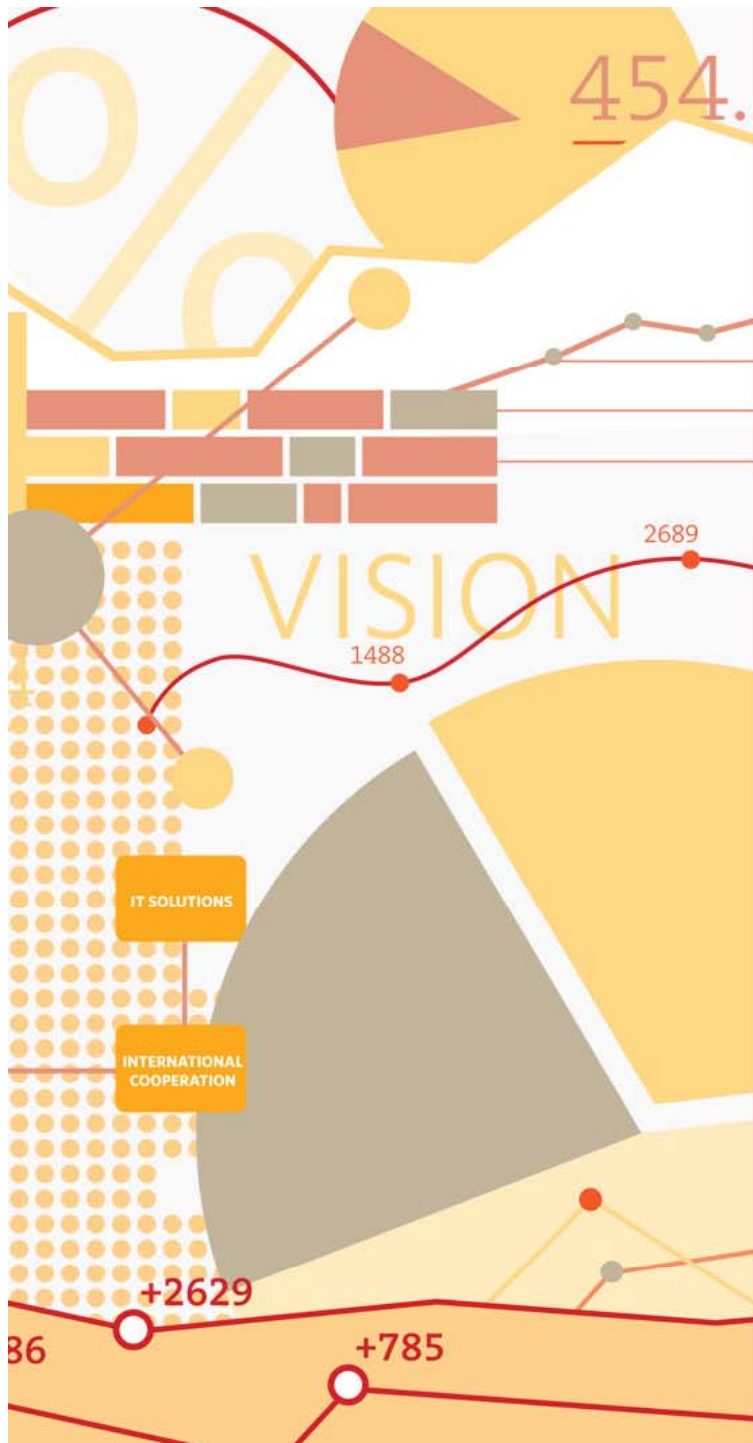 %
454.
2689
VISION
1488
IT SOLUTIONS
INTERNATIONAL
COOPERATION
+2629
86
+785